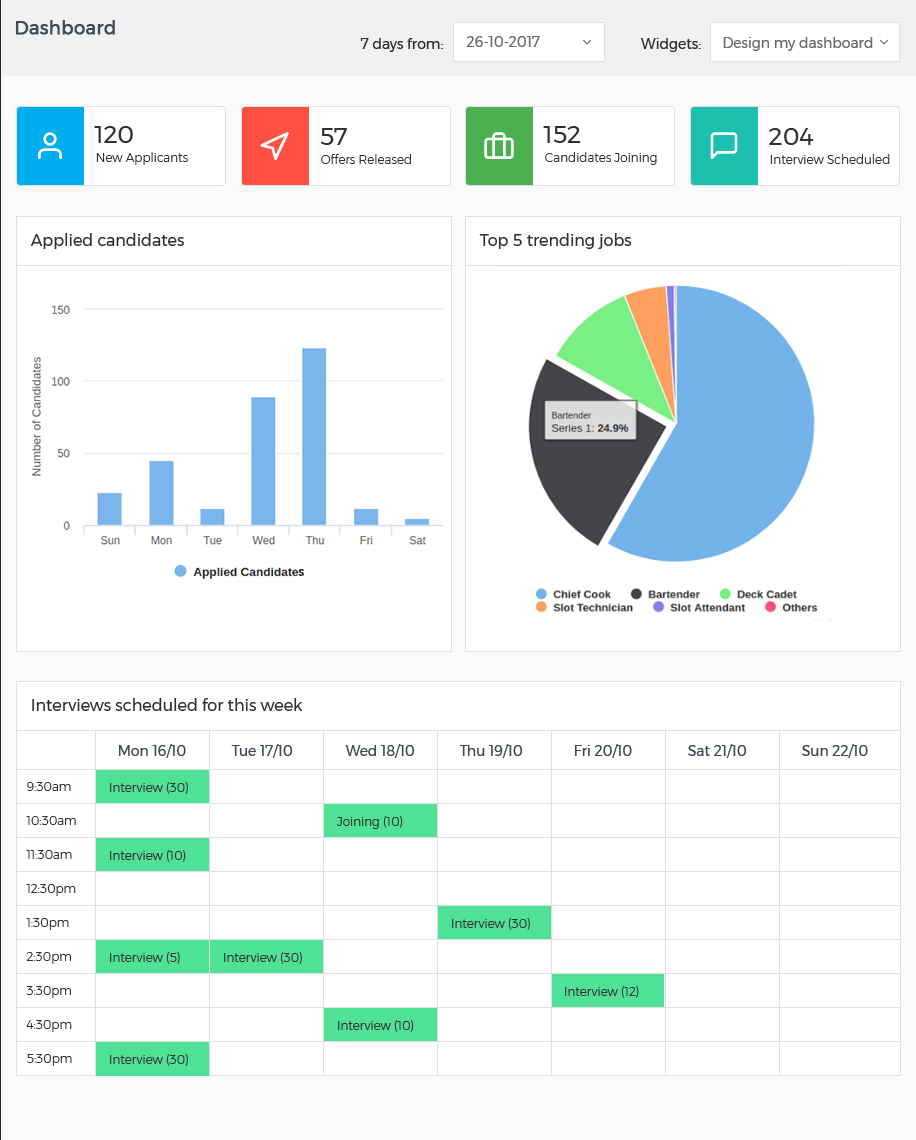 Dashboard
7 days from:
26-10-2017
Widgets:
Design my dashboard
120
New Applicants
57
Offers Released
152
Candidates Joining
204
Interview Scheduled
Applied candidates
150
100
50
0
Number of Candidates
Sun Mon Tue Wed Thu Fri Sat
Applied Candidates
Top 5 trending jobs
Bartender
Series 1: 24.9%
Chief Cook Bartender Deck Cadet
Slot Technician Slot Attendant Others
Interviews scheduled for this week
Mon 16/10 Tue 17/10 Wed 18/10 Thu 19/10 Fri 20/10 Sat 21/10 Sun 22/10
9:30am Interview (30)
10:30am Joining (10)
11:30am Interview (10)
12:30pm
1:30pm Interview (30)
2:30pm Interview (5) Interview (30)
3:30pm Interview (12)
4:30pm Interview (10)
5:30pm Interview (30)